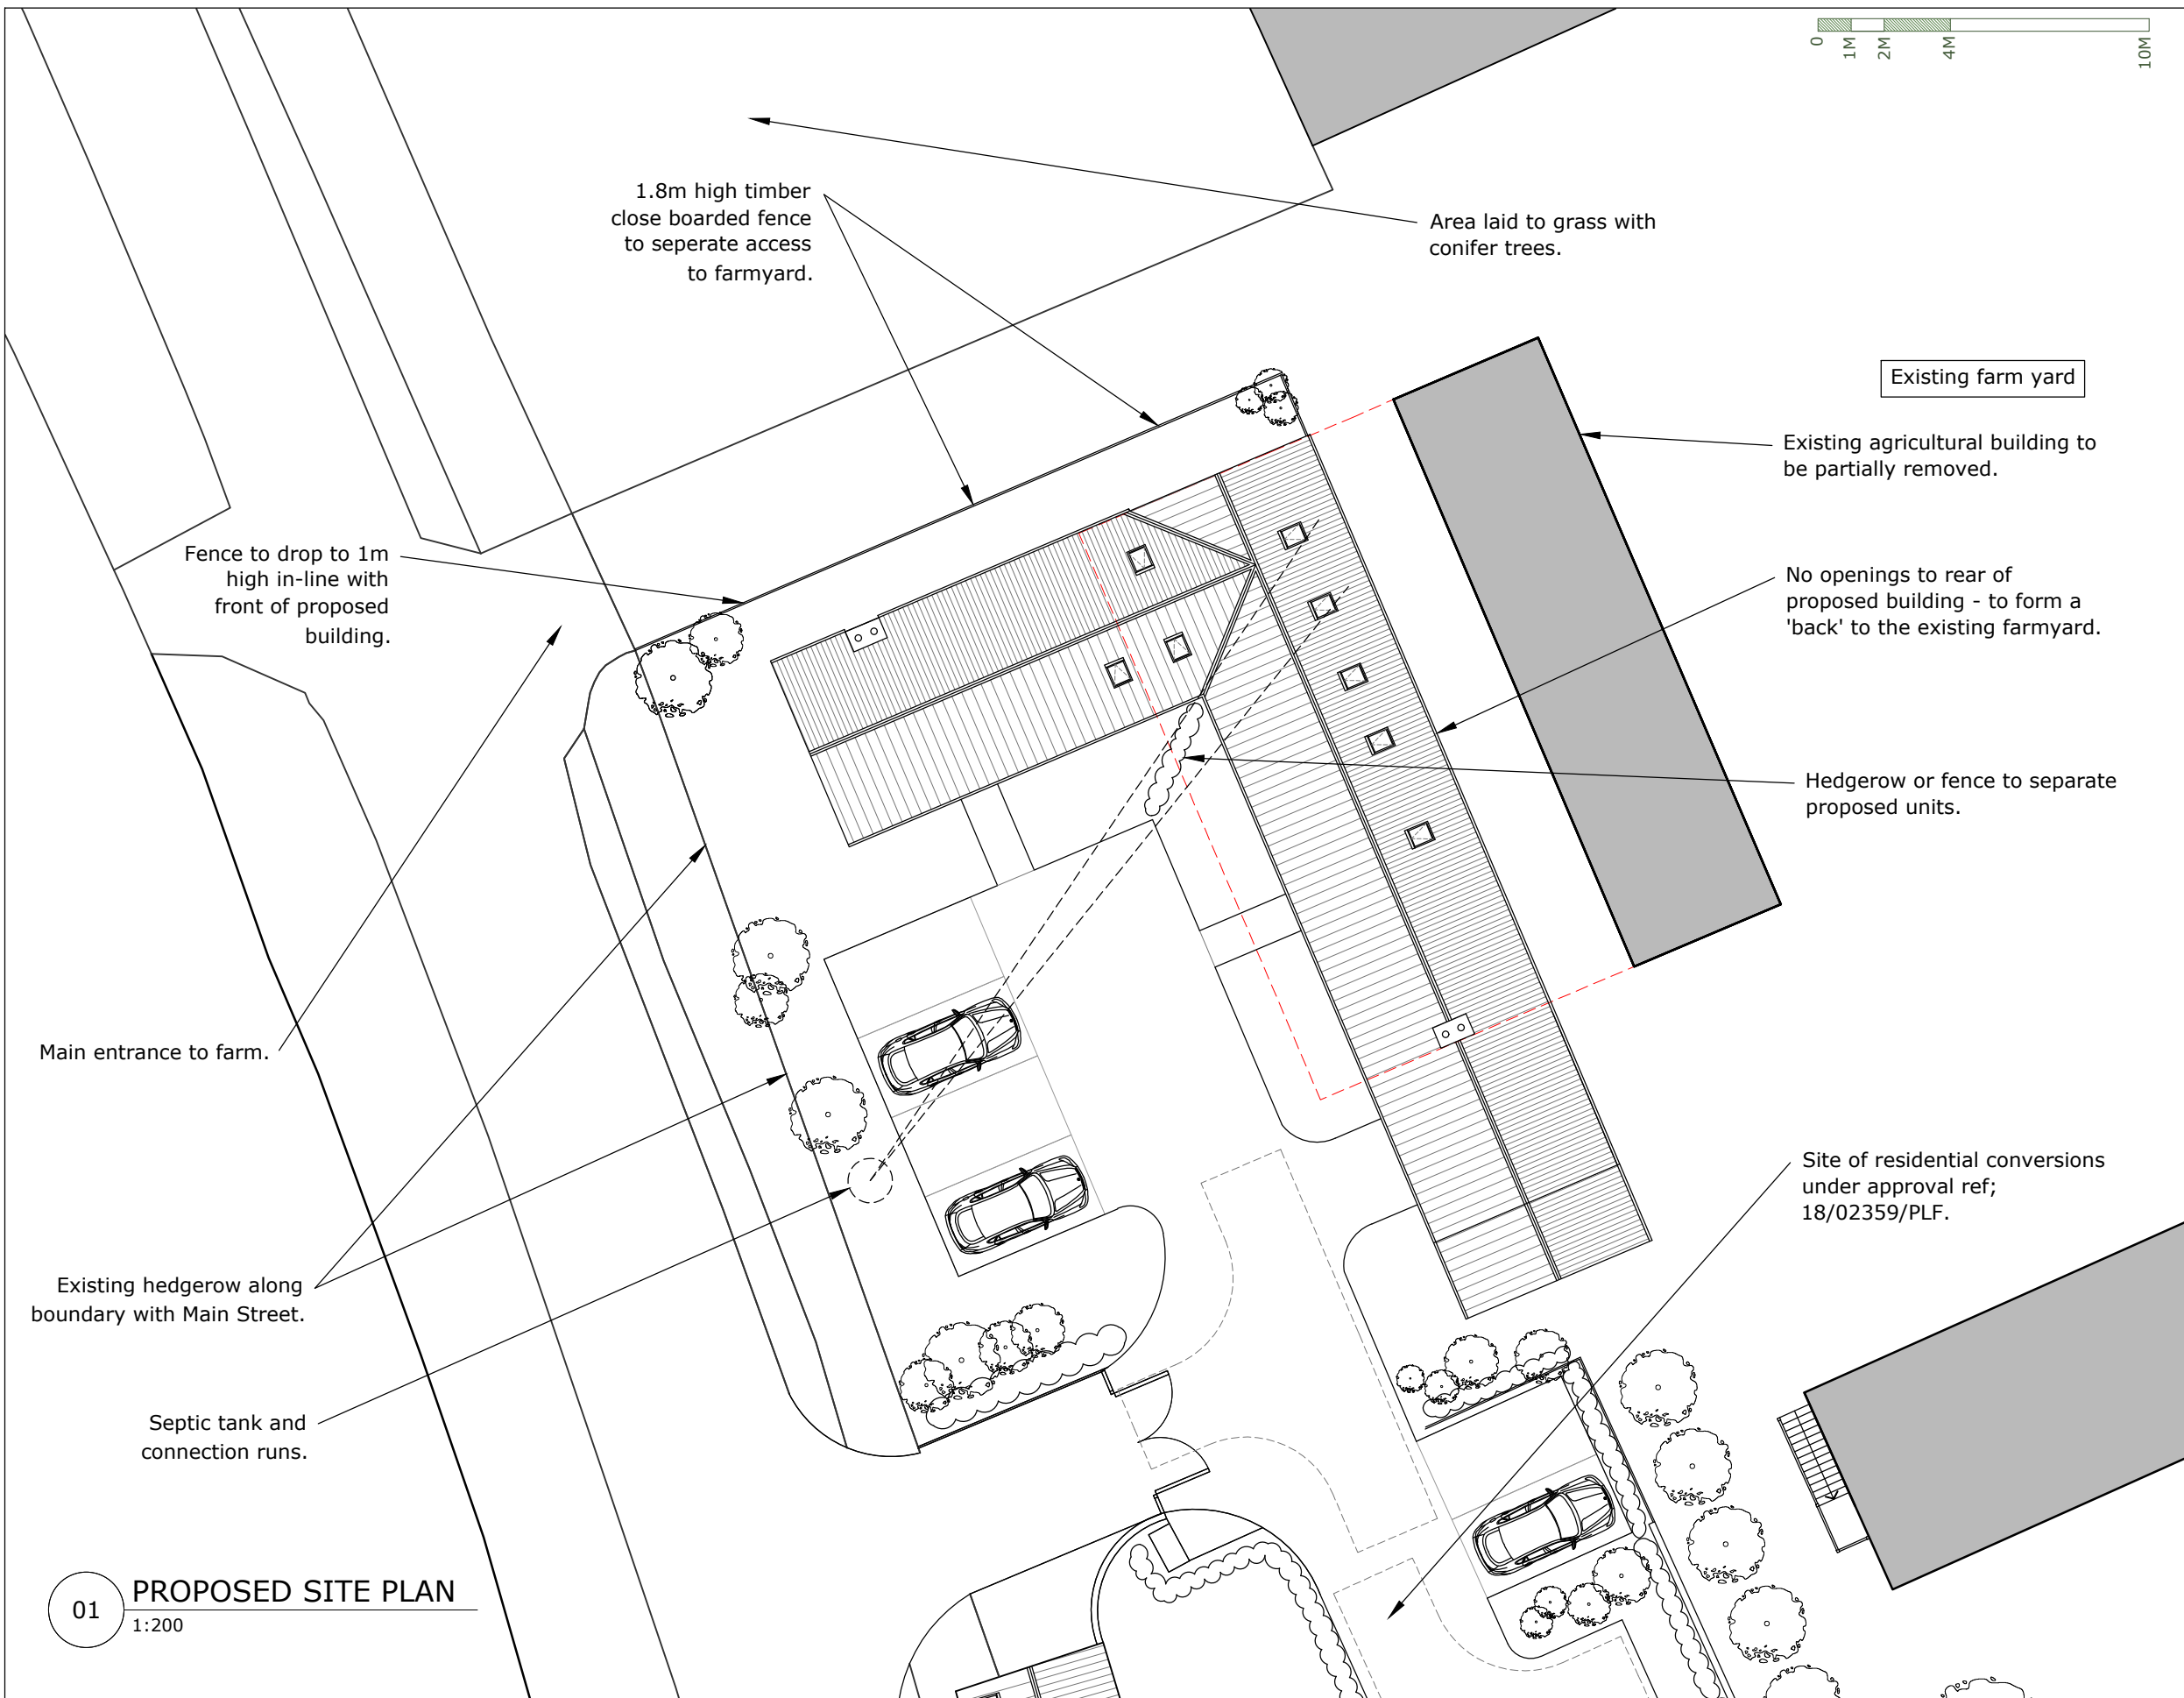 0
1M
2M
4M
10M
1.8m high timber
close boarded fence
to seperate access
to farmyard.
Area laid to grass with
conifer trees.
Existing farm yard
Existing agricultural building to
be partially removed.
Fence to drop to 1m
high in-line with
front of proposed
building.
No openings to rear of
proposed building - to form a
'back' to the existing farmyard.
Hedgerow or fence to separate
proposed units.
Main entrance to farm.
Site of residential conversions
under approval ref;
18/02359/PLF.
Existing hedgerow along
boundary with Main Street.
Septic tank and
connection runs.
01
PROPOSED SITE PLAN
1:200